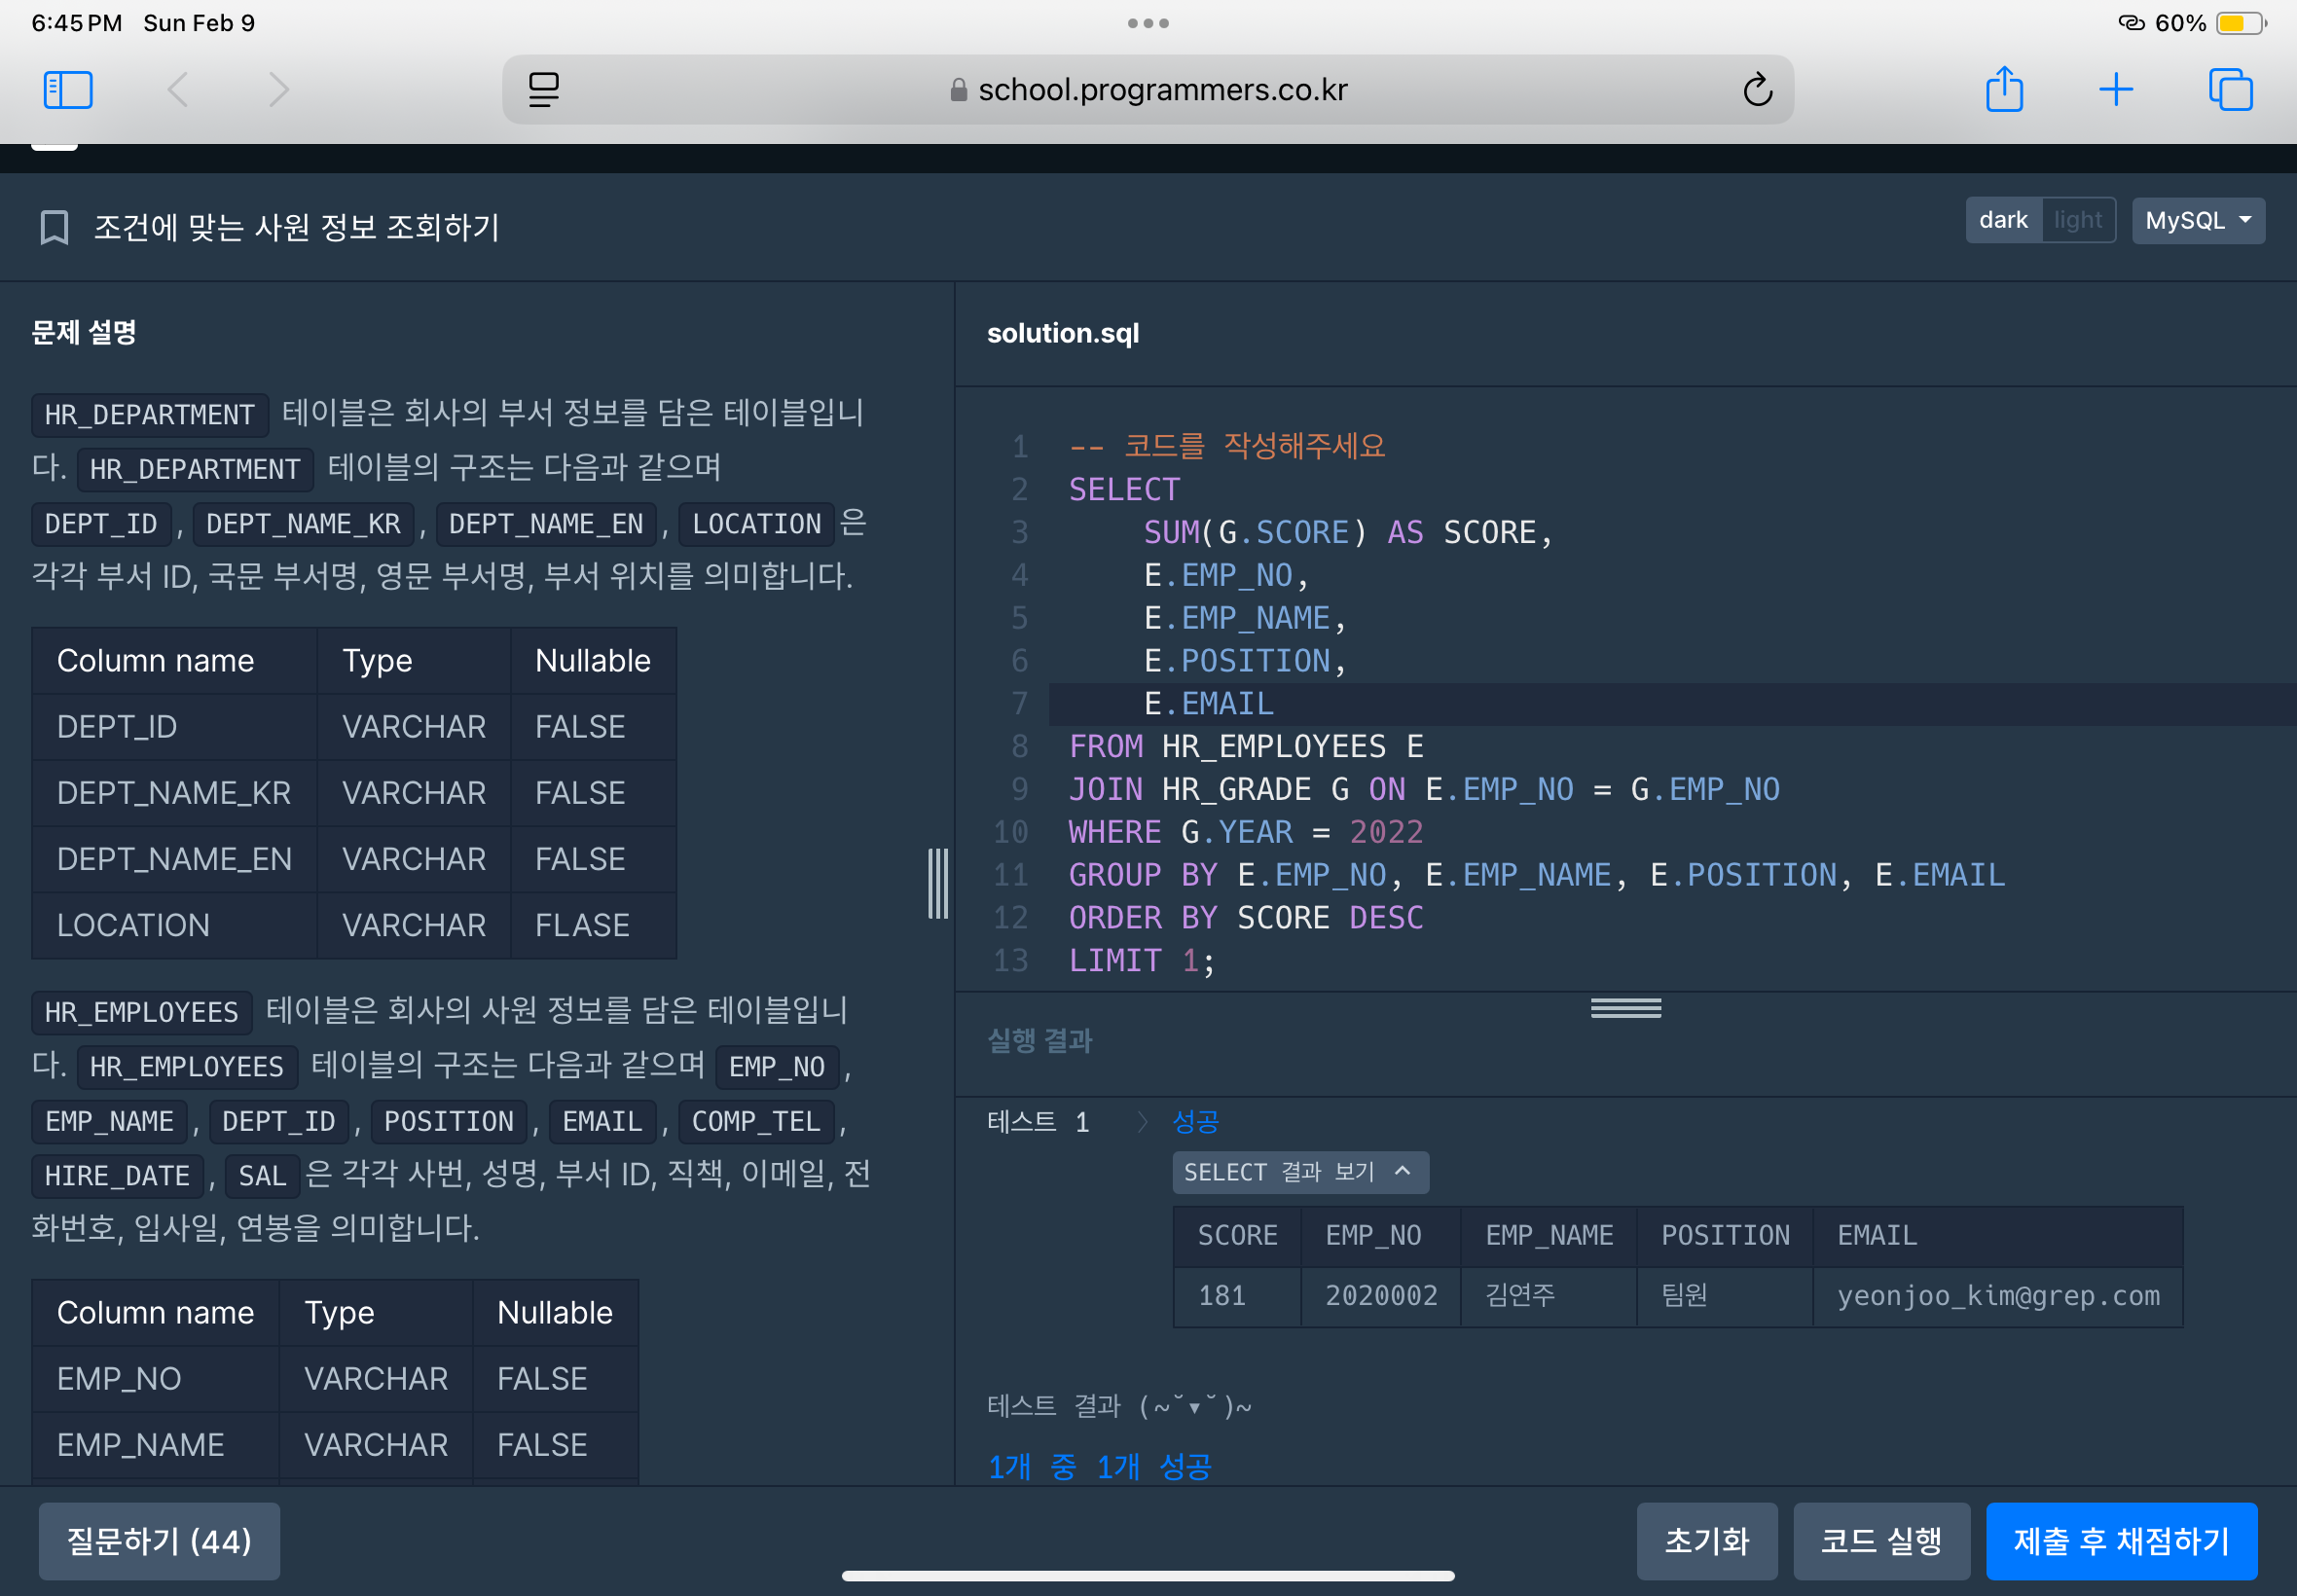 6:45 PM Sun Feb 9
60%
school.programmers.co.kr
조건에 맞는 사원 정보 조회하기
dark light MySQL
문제 설명
HR_DEPARTMENT 테이블은 회사의 부서 정보를 담은 테이블입니
다. HR_DEPARTMENT 테이블의 구조는 다음과 같으며
DEPT_ID, DEPT_NAME_KR, DEPT_NAME_EN, LOCATION은
각각 부서 ID, 국문 부서명, 영문 부서명, 부서 위치를 의미합니다.
Column name Type Nullable
DEPT_ID VARCHAR FALSE
DEPT_NAME_KR VARCHAR FALSE
DEPT_NAME_EN VARCHAR FALSE
LOCATION VARCHAR FLASE
HR_EMPLOYEES 테이블은 회사의 사원 정보를 담은 테이블입니
다. HR_EMPLOYEES 테이블의 구조는 다음과 같으며 EMP_NO,
EMP_NAME, DEPT_ID, POSITION, EMAIL, COMP_TEL,
HIRE_DATE, SAL은 각각 사번, 성명, 부서 ID, 직책, 이메일, 전
화번호, 입사일, 연봉을 의미합니다.
Column name Type Nullable
EMP_NO VARCHAR FALSE
EMP_NAME VARCHAR FALSE
solution.sql
1 -- 코드를 작성해주세요
2 SELECT
3 SUM(G.SCORE) AS SCORE,
4 E.EMP_NO,
5 E.EMP_NAME,
6 E.POSITION,
7 E.EMAIL
8 FROM HR_EMPLOYEES E
9 JOIN HR_GRADE G ON E.EMP_NO = G.EMP_NO
10 WHERE G.YEAR = 2022
11 GROUP BY E.EMP_NO, E.EMP_NAME, E.POSITION, E.EMAIL
12 ORDER BY SCORE DESC
13 LIMIT 1;
실행 결과
테스트 1 〉 성공
SELECT 결과 보기
SCORE EMP_NO EMP_NAME POSITION EMAIL
181 2020002 김연주 팀원 yeonjoo_kim@grep.com
테스트 결과 (~˘▾˘)~
1개 중 1개 성공
질문하기 (44)
초기화 코드 실행 제출 후 채점하기